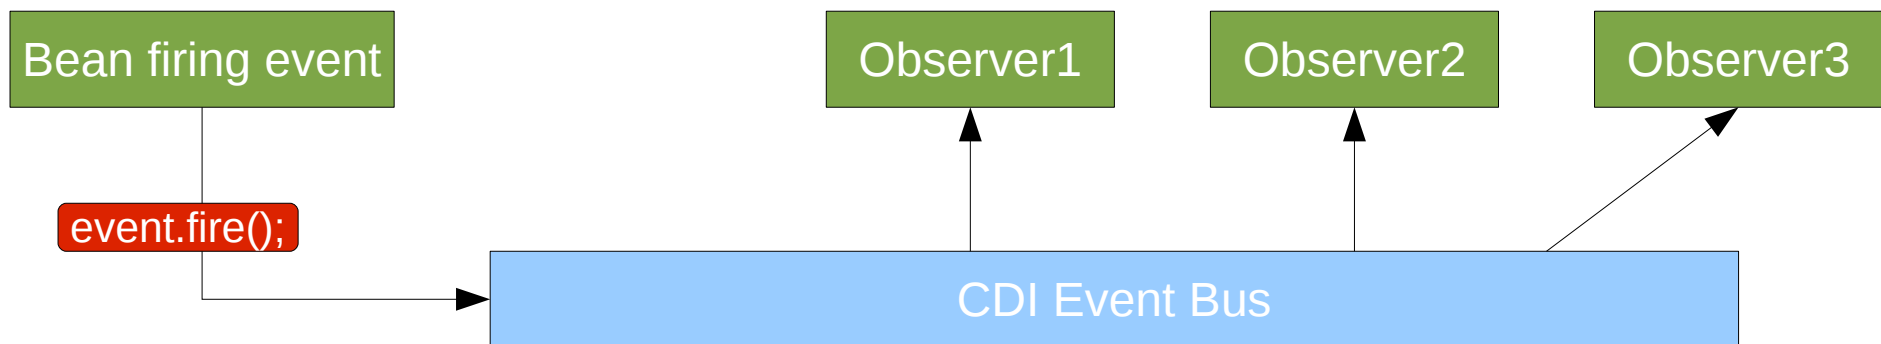 Bean firing event
Observer1
Observer2
Observer3
event.fire();
CDI Event Bus